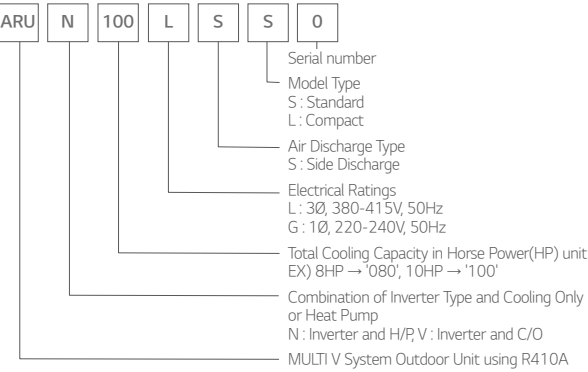 ARU N 100 L S S 0
Serial number
Model Type
S : Standard
L : Compact
Air Discharge Type
S : Side Discharge
Electrical Ratings
L : 3Ø, 380-415V, 50Hz
G : 1Ø, 220-240V, 50Hz
Total Cooling Capacity in Horse Power(HP) unit
EX) 8HP → '080', 10HP → '100'
Combination of Inverter Type and Cooling Only
or Heat Pump
N : Inverter and H/P, V : Inverter and C/O
MULTI V System Outdoor Unit using R410A